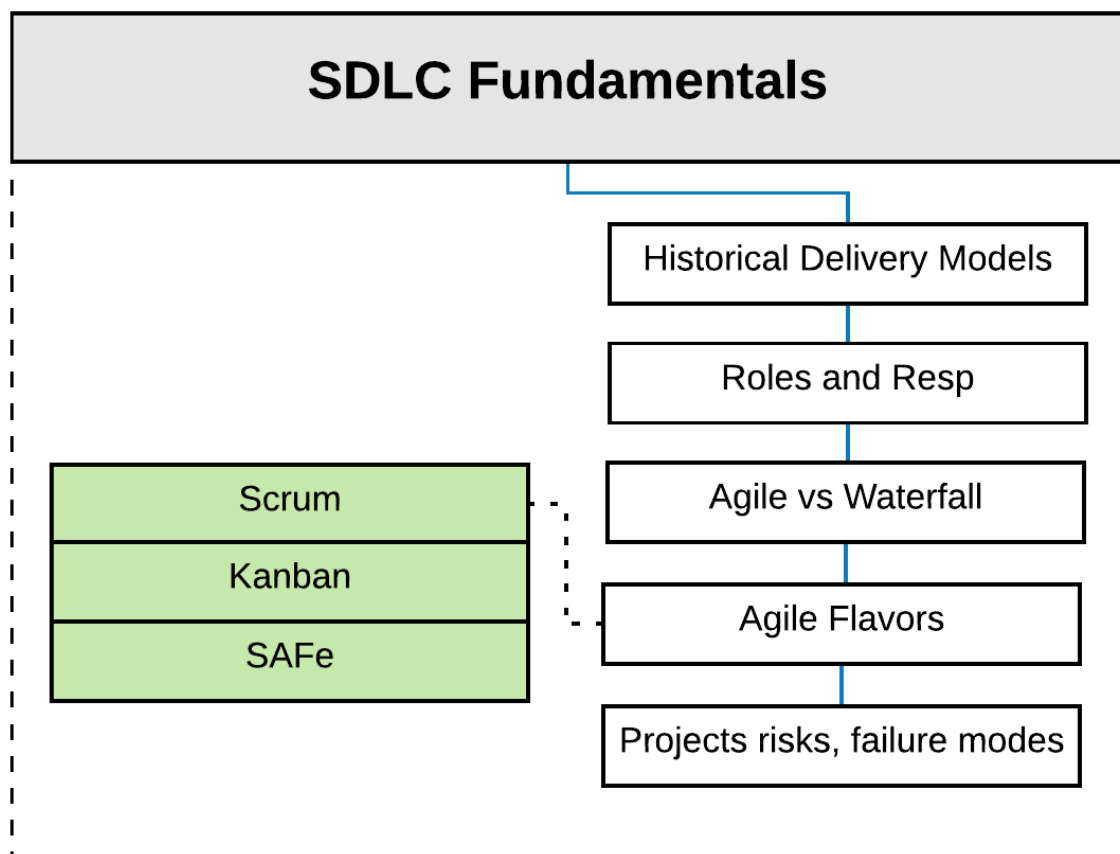 SDLC Fundamentals
Historical Delivery Models
Roles and Resp
Agile vs Waterfall
Agile Flavors
Projects risks, failure modes
Scrum
Kanban
SAFe